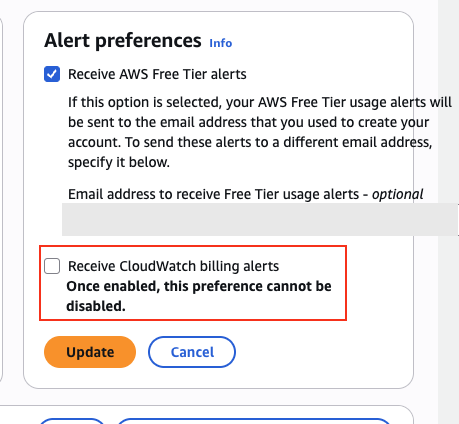 Alert preferences Info
Receive AWS Free Tier alerts
If this option is selected, your AWS Free Tier usage alerts will
be sent to the email address that you used to create your
account. To send these alerts to a different email address,
specify it below.
Email address to receive Free Tier usage alerts - optional
Receive CloudWatch billing alerts
Once enabled, this preference cannot be
disabled.
Update Cancel